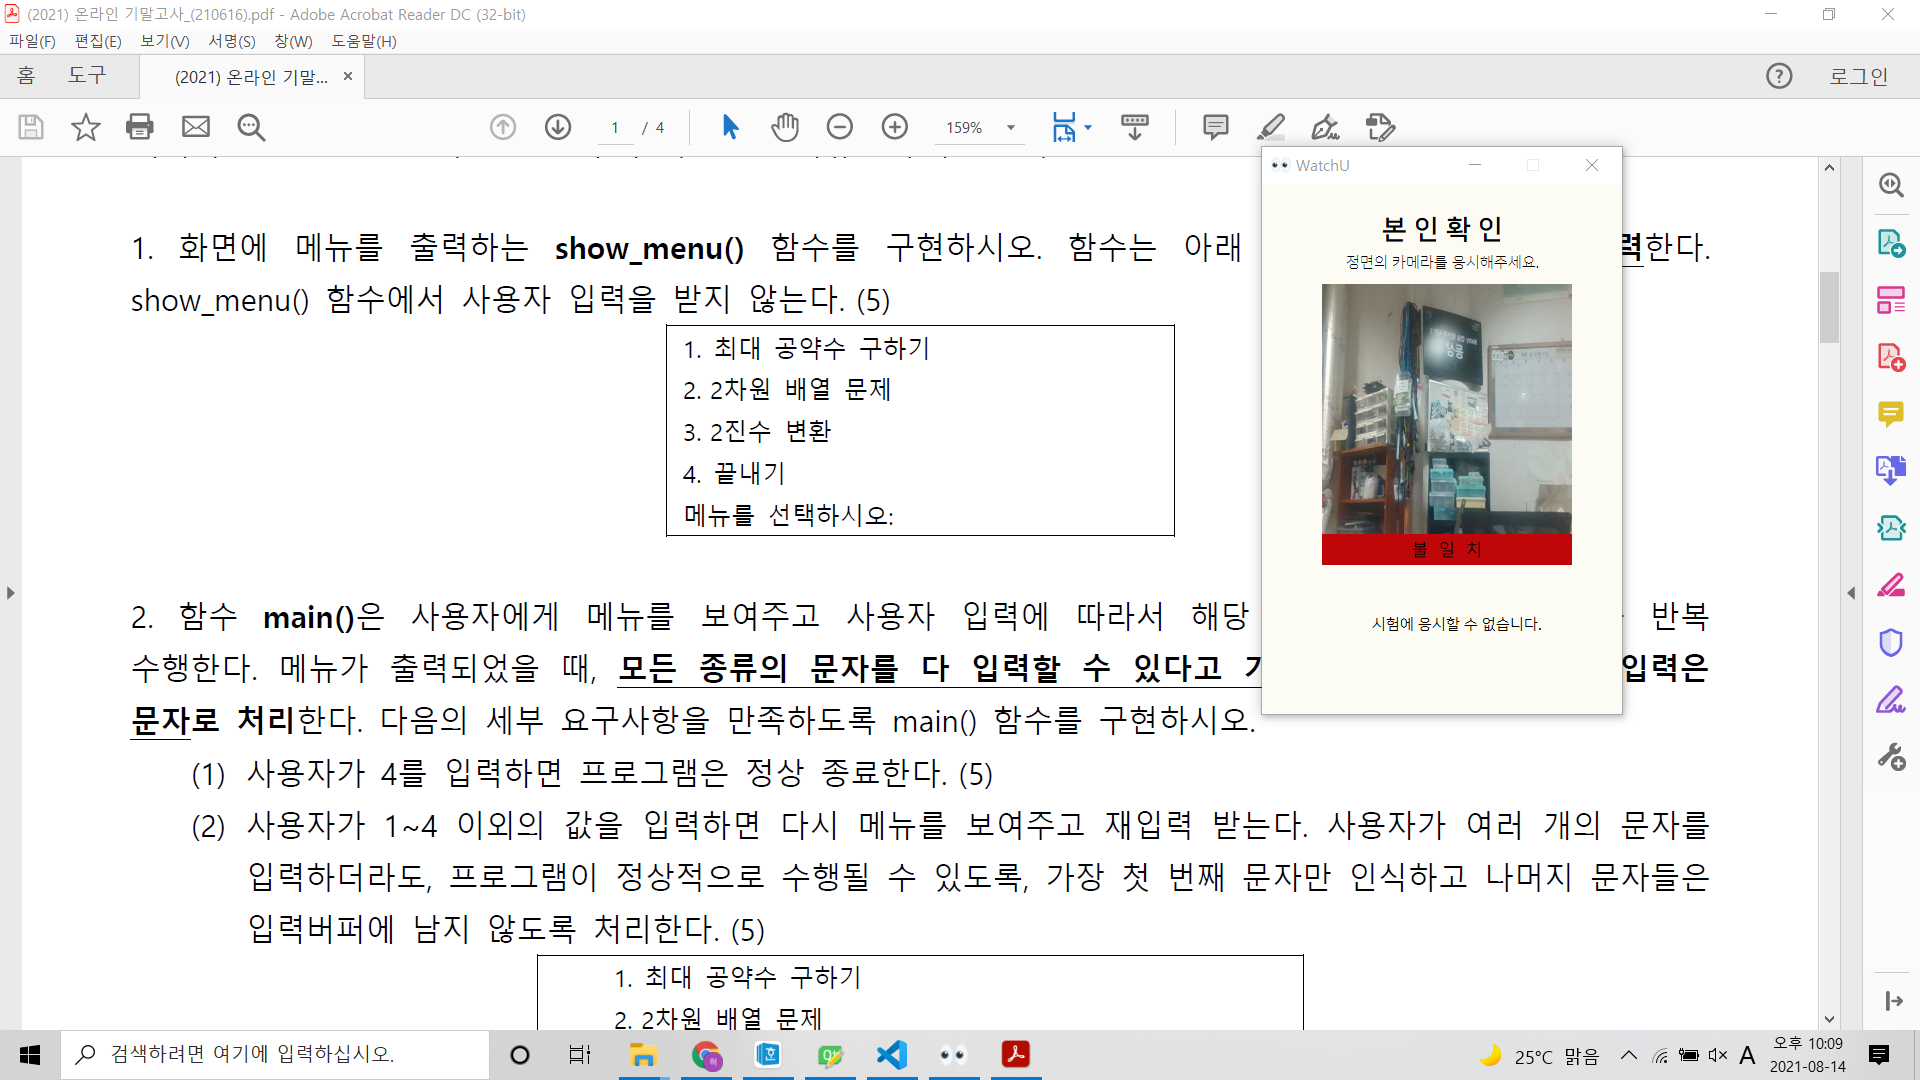 (2021) 온라인 기말고사_(210616).pdf - Adobe Acrobat Reader DC (32-bit)
파일(F) 편집(E) 보기(V) 서명(S) 창(W) 도움말(H)
홈 도구 (2021) 온라인 기말... × 로그인
1 / 4 159%
1. 화면에 메뉴를 출력하는 show_menu() 함수를 구현하시오. 함수는 아래 력한다.
show_menu() 함수에서 사용자 입력을 받지 않는다. (5)
1. 최대 공약수 구하기
2. 2차원 배열 문제
3. 2진수 변환
4. 끝내기
메뉴를 선택하시오:
2. 함수 main()은 사용자에게 메뉴를 보여주고 사용자 입력에 따라서 해당 반복
수행한다. 메뉴가 출력되었을 때, 모든 종류의 문자를 다 입력할 수 있다고 입력은
문자로 처리한다. 다음의 세부 요구사항을 만족하도록 main() 함수를 구현하시오.
(1) 사용자가 4를 입력하면 프로그램은 정상 종료한다. (5)
(2) 사용자가 1~4 이외의 값을 입력하면 다시 메뉴를 보여주고 재입력 받는다. 사용자가 여러 개의 문자를
입력하더라도, 프로그램이 정상적으로 수행될 수 있도록, 가장 첫 번째 문자만 인식하고 나머지 문자들은
입력버퍼에 남지 않도록 처리한다. (5)
1. 최대 공약수 구하기
2. 2차원 배열 문제
WatchU
본 인 확 인
정면의 카메라를 응시해주세요.
불 일 치
시험에 응시할 수 없습니다.
검색하려면 여기에 입력하십시오.
25°C 맑음
A
오후 10:09
2021-08-14